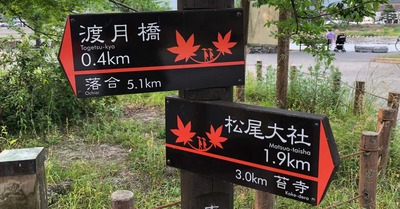 渡月橋
Togetsu-kyo
0.4km
落合 5.1km
Ochiai
松尾大社
Matsuo-taisha
1.9km
3.0km 苔寺
Koke-dera